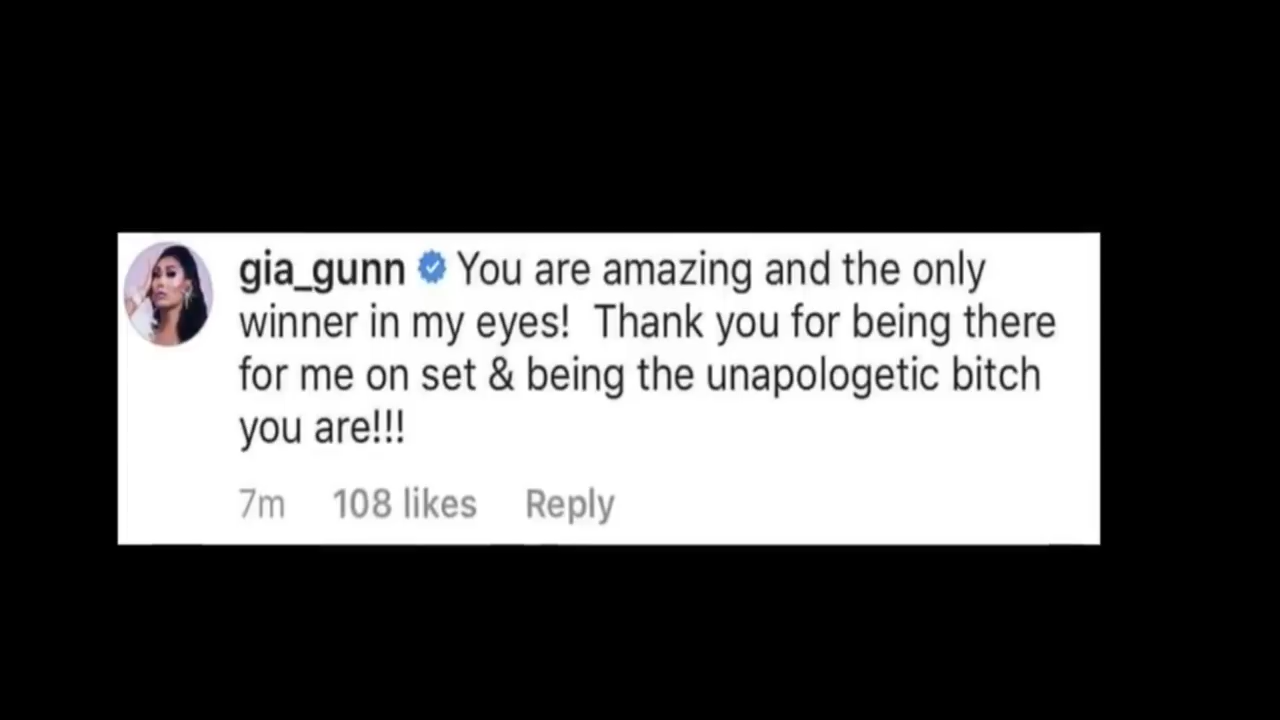 gia_gunn You are amazing and the only
winner in my eyes!  Thank you for being there
for me on set & being the unapologetic bitch
you are!!!
7m 108 likes Reply